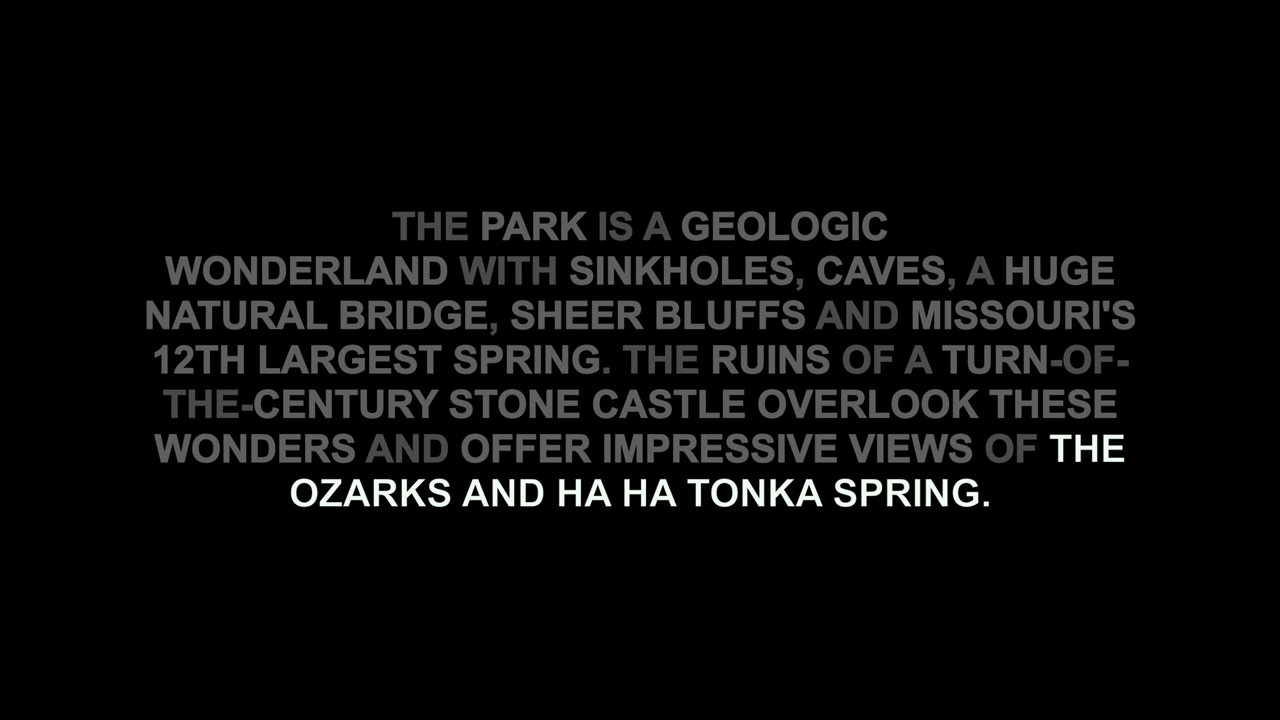 THE PARK IS A GEOLOGIC
WONDERLAND WITH SINKHOLES, CAVES, A HUGE
NATURAL BRIDGE, SHEER BLUFFS AND MISSOURI'S
12TH LARGEST SPRING. THE RUINS OF A TURN-OF-
THE-CENTURY STONE CASTLE OVERLOOK THESE
WONDERS AND OFFER IMPRESSIVE VIEWS OF THE
OZARKS AND HA HA TONKA SPRING.